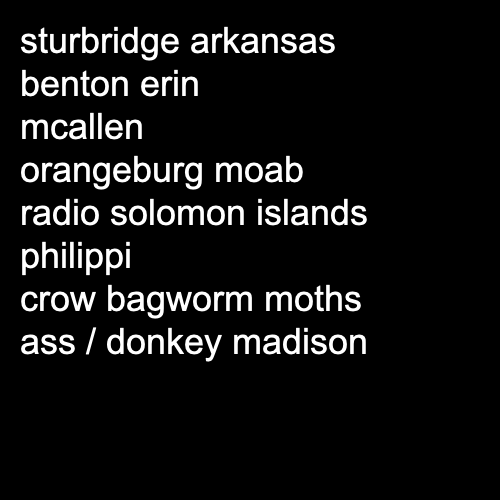 sturbridge arkansas
benton erin
mcallen
orangeburg moab
radio solomon islands
philippi
crow bagworm moths
ass / donkey madison